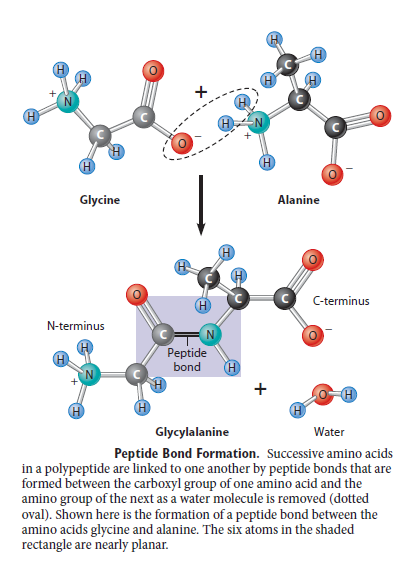 H
H
H
H
O
H
H
+
N
H
+
C
H
H
C
O
C
H
N
+
C
C
O
O
−
H
H
H
O
−
Glycine
Alanine
H
H
H
O
O
C
H
N-terminus
H
C
C
C-terminus
C
N
O
−
H
H
Peptide
bond
H
N
C
H
+
H
H
+
O
H
H
Glycylalanine
Water
Peptide Bond Formation. Successive amino acids
in a polypeptide are linked to one another by peptide bonds that are
formed between the carboxyl group of one amino acid and the
amino group of the next as a water molecule is removed (dotted
oval). Shown here is the formation of a peptide bond between the
amino acids glycine and alanine. The six atoms in the shaded
rectangle are nearly planar.